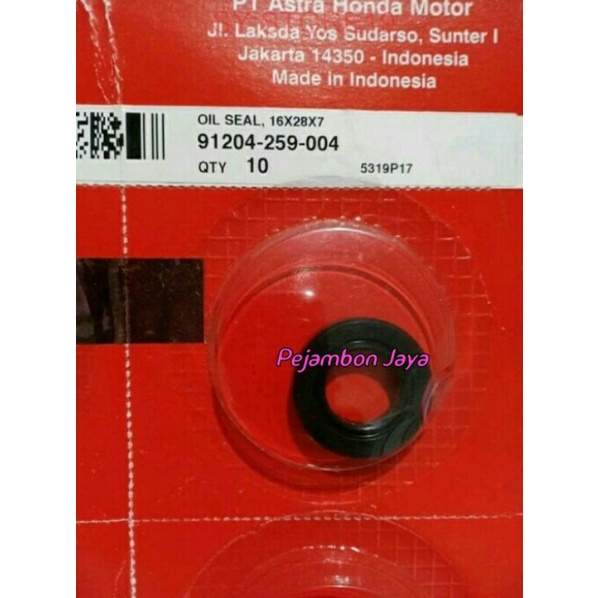 PT Astra Honda Motor
Jl. Laksda Yos Sudarso, Sunter I
Jakarta 14350 - Indonesia
Made in Indonesia
OIL SEAL, 16X28X7
91204-259-004
QTY 10 5319P17
Pejambon Jaya